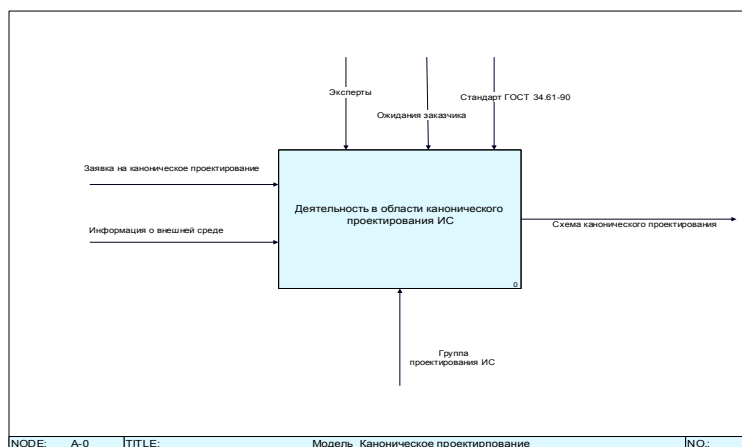 Эксперты
Ожидания заказчика
Стандарт ГОСТ 34.61-90
Заявка на каноническое проектирование
Информация о внешней среде
Деятельность в области канонического
проектирования ИС
0
Схема канонического проектирования
Группа
проектирования ИС
NODE: A-0 TITLE: Модель Каноническое проектирпование NO.: